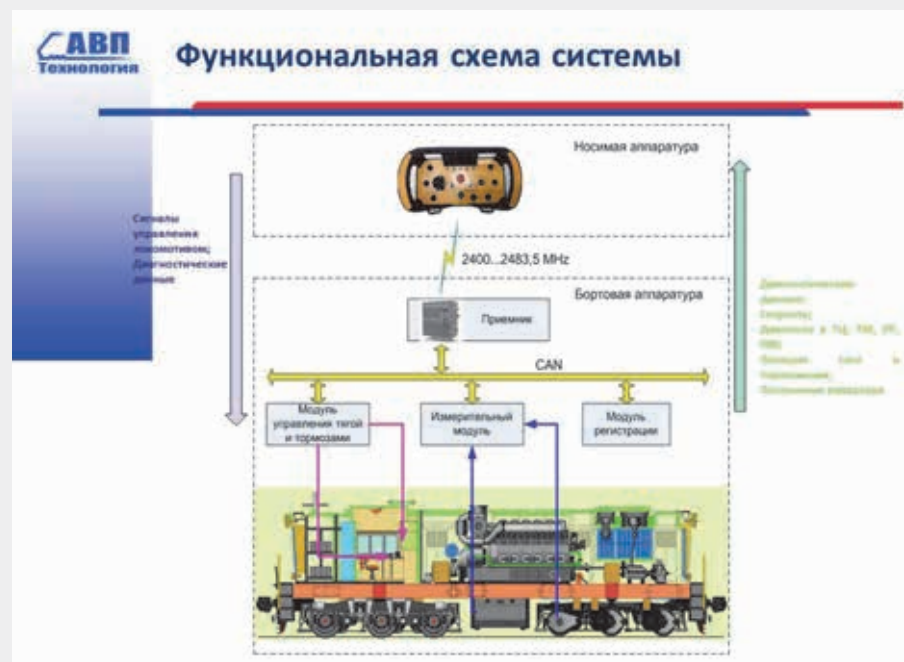 АВП
Технология
Функциональная схема системы
Носимая аппаратура
Сигналы
управления
локомотивом;
Диагностические
данные
2400...2483,5 MHz
Бортовая аппаратура
Приемник
CAN
Модуль
управления тягой
и тормозами
Измерительный
модуль
Модуль
регистрации